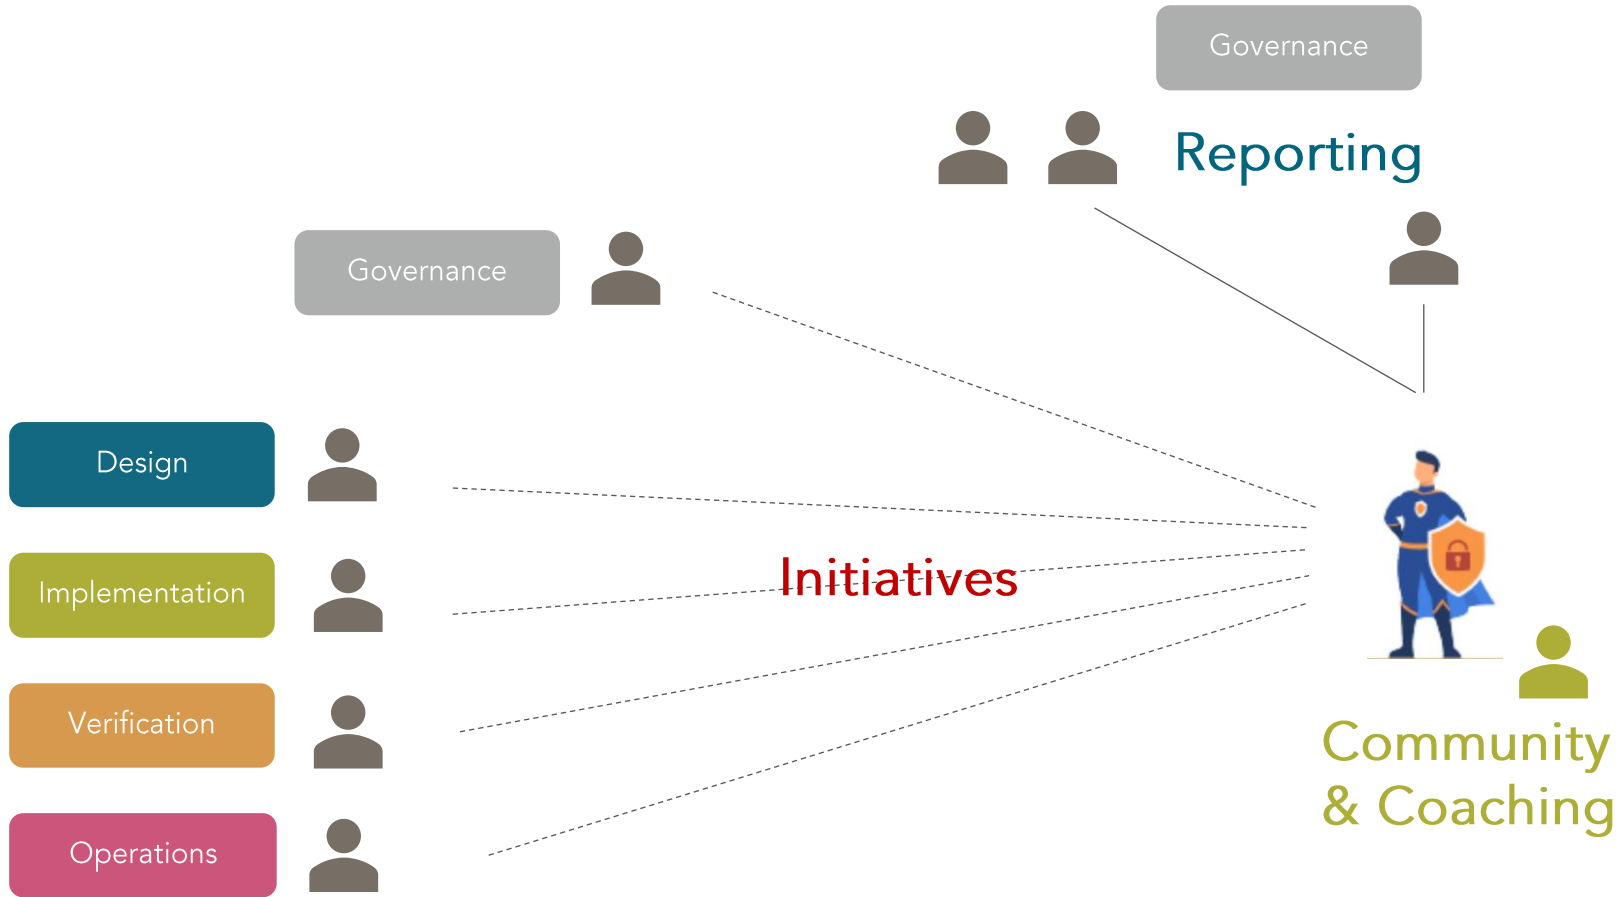 Governance
Reporting
Governance
Design
Initiatives
Implementation
Verification
Community
& Coaching
Operations